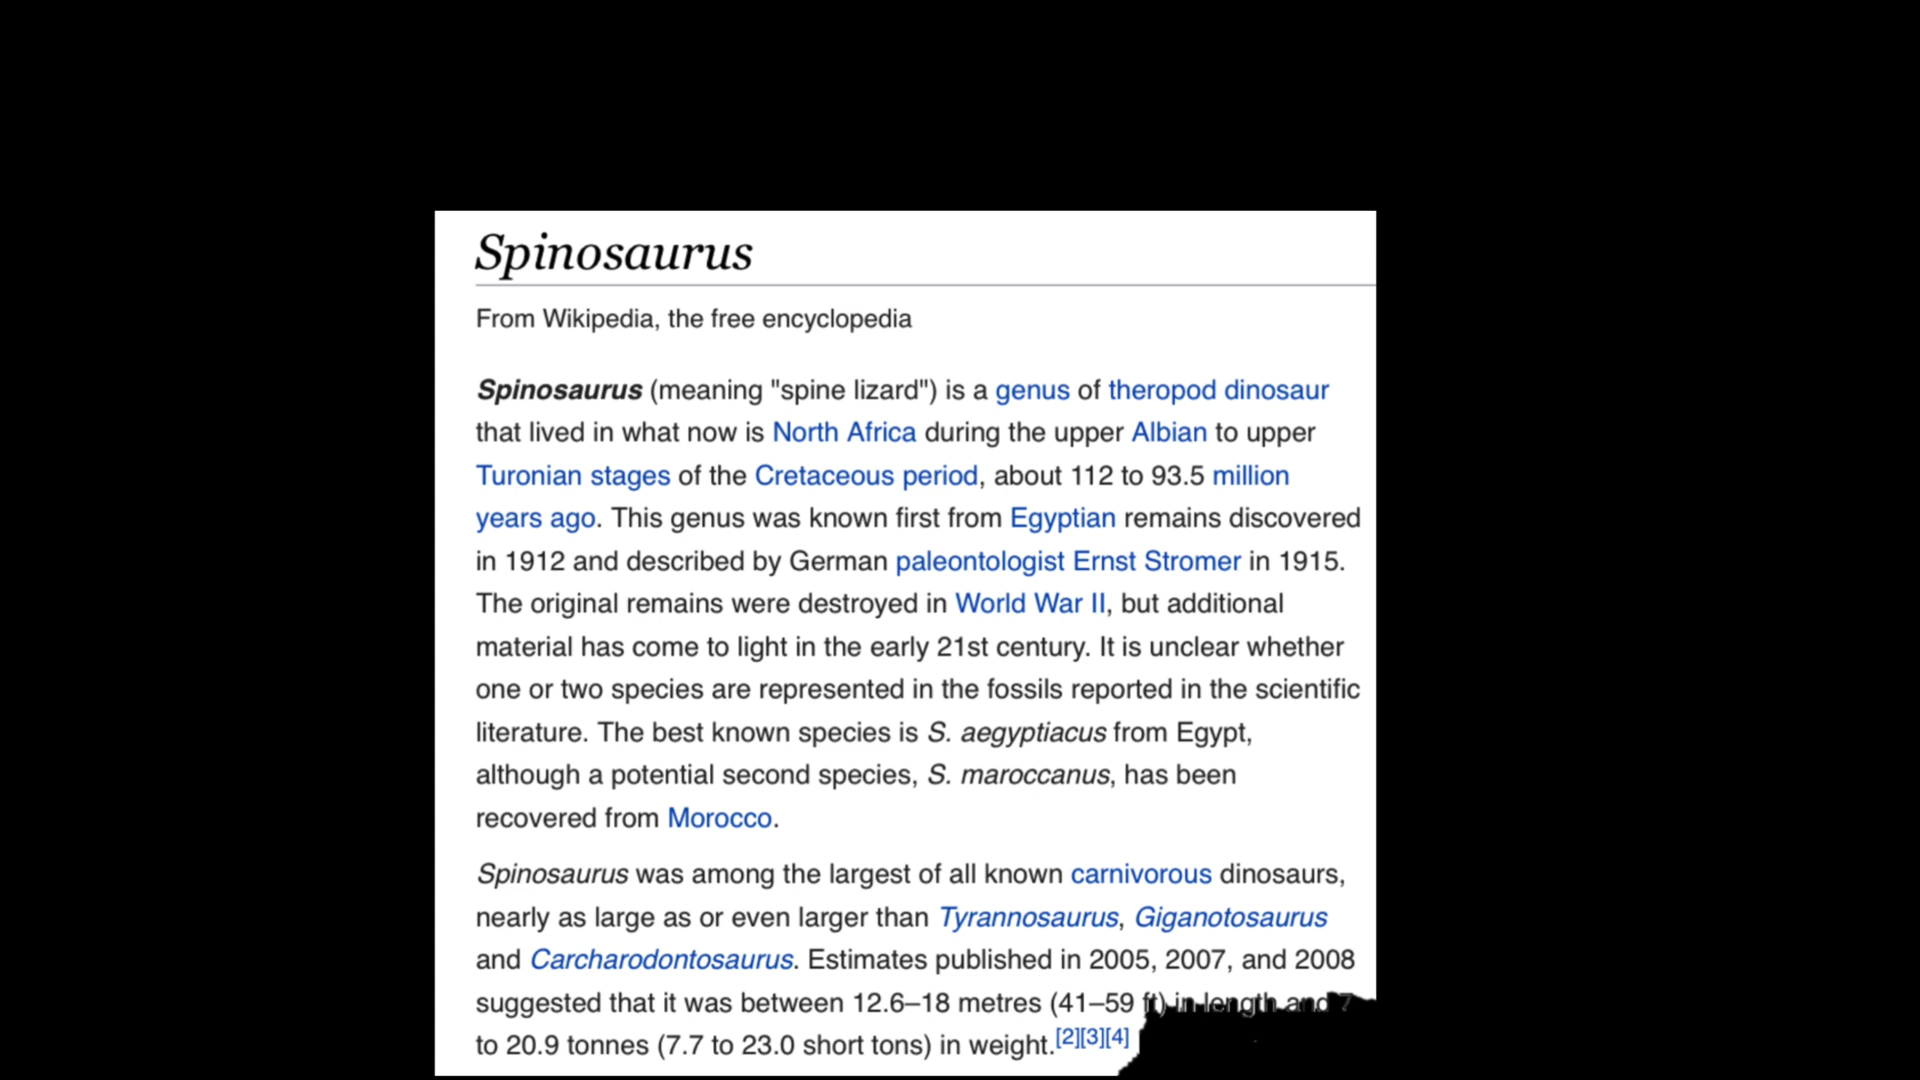 Spinosaurus
From Wikipedia, the free encyclopedia
Spinosaurus (meaning "spine lizard") is a genus of theropod dinosaur
that lived in what now is North Africa during the upper Albian to upper
Turonian stages of the Cretaceous period, about 112 to 93.5 million
years ago. This genus was known first from Egyptian remains discovered
in 1912 and described by German paleontologist Ernst Stromer in 1915.
The original remains were destroyed in World War II, but additional
material has come to light in the early 21st century. It is unclear whether
one or two species are represented in the fossils reported in the scientific
literature. The best known species is S. aegyptiacus from Egypt,
although a potential second species, S. maroccanus, has been
recovered from Morocco.
Spinosaurus was among the largest of all known carnivorous dinosaurs,
nearly as large as or even larger than Tyrannosaurus, Giganotosaurus
and Carcharodontosaurus. Estimates published in 2005, 2007, and 2008
suggested that it was between 12.6–18 metres (41–59 ft) in length and 7
to 20.9 tonnes (7.7 to 23.0 short tons) in weight.[2][3][4]